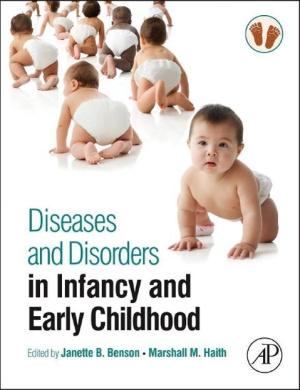 Diseases
and Disorders
in Infancy and
Early Childhood
Edited by Janette B. Benson • Marshall M. Haith
AP